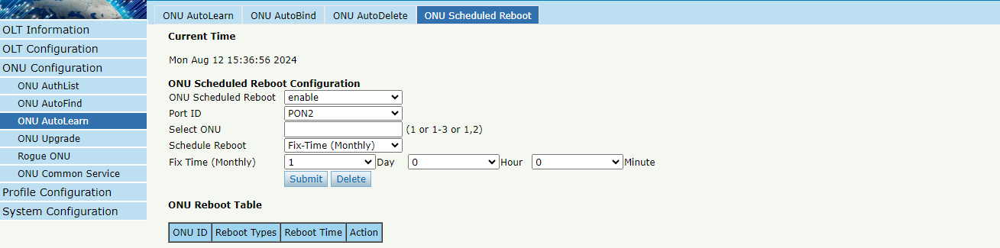 ONU AutoLearn ONU AutoBind ONU AutoDelete ONU Scheduled Reboot
OLT Information
OLT Configuration
ONU Configuration
ONU AuthList
ONU AutoFind
ONU AutoLearn
ONU Upgrade
Rogue ONU
ONU Common Service
Profile Configuration
System Configuration
Current Time
Mon Aug 12 15:36:56 2024
ONU Scheduled Reboot Configuration
ONU Scheduled Reboot enable
Port ID PON2
Select ONU (1 or 1-3 or 1,2)
Schedule Reboot Fix-Time (Monthly)
Fix Time (Monthly) 1 Day 0 Hour 0 Minute
Submit Delete
ONU Reboot Table
ONU ID Reboot Types Reboot Time Action